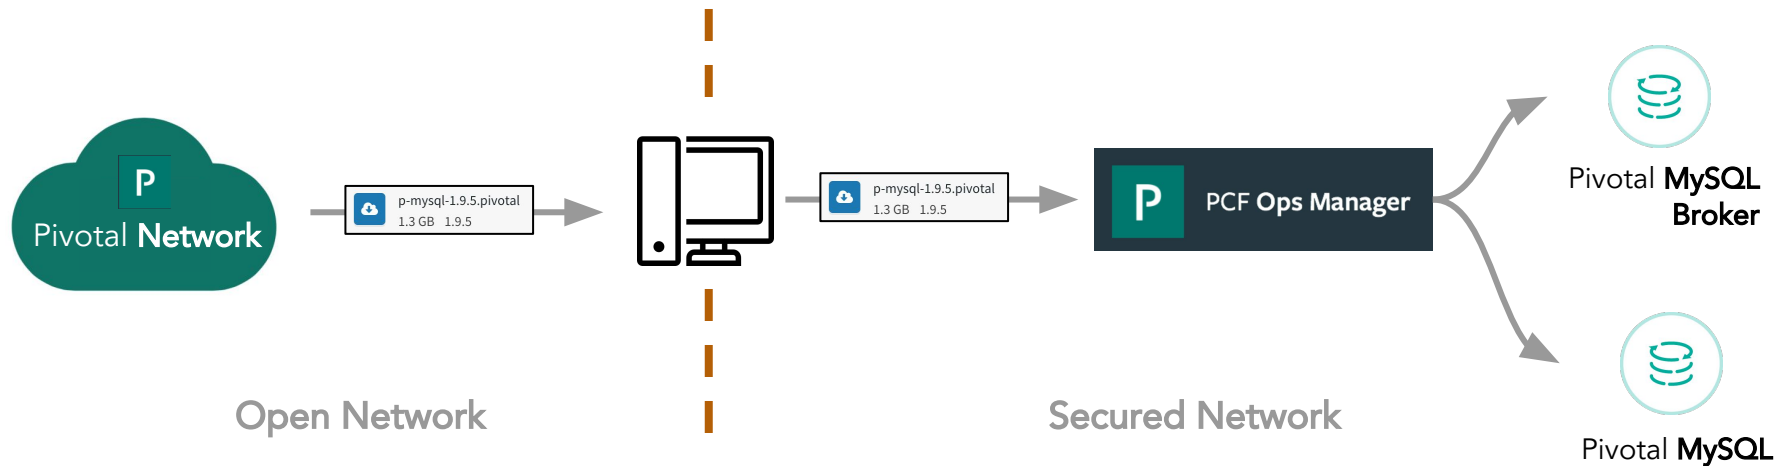 P
Pivotal Network
p-mysql-1.9.5.pivotal
1.3 GB 1.9.5
p-mysql-1.9.5.pivotal
1.3 GB 1.9.5
P
PCF Ops Manager
Pivotal MySQL
Broker
Pivotal MySQL
Open Network
Secured Network